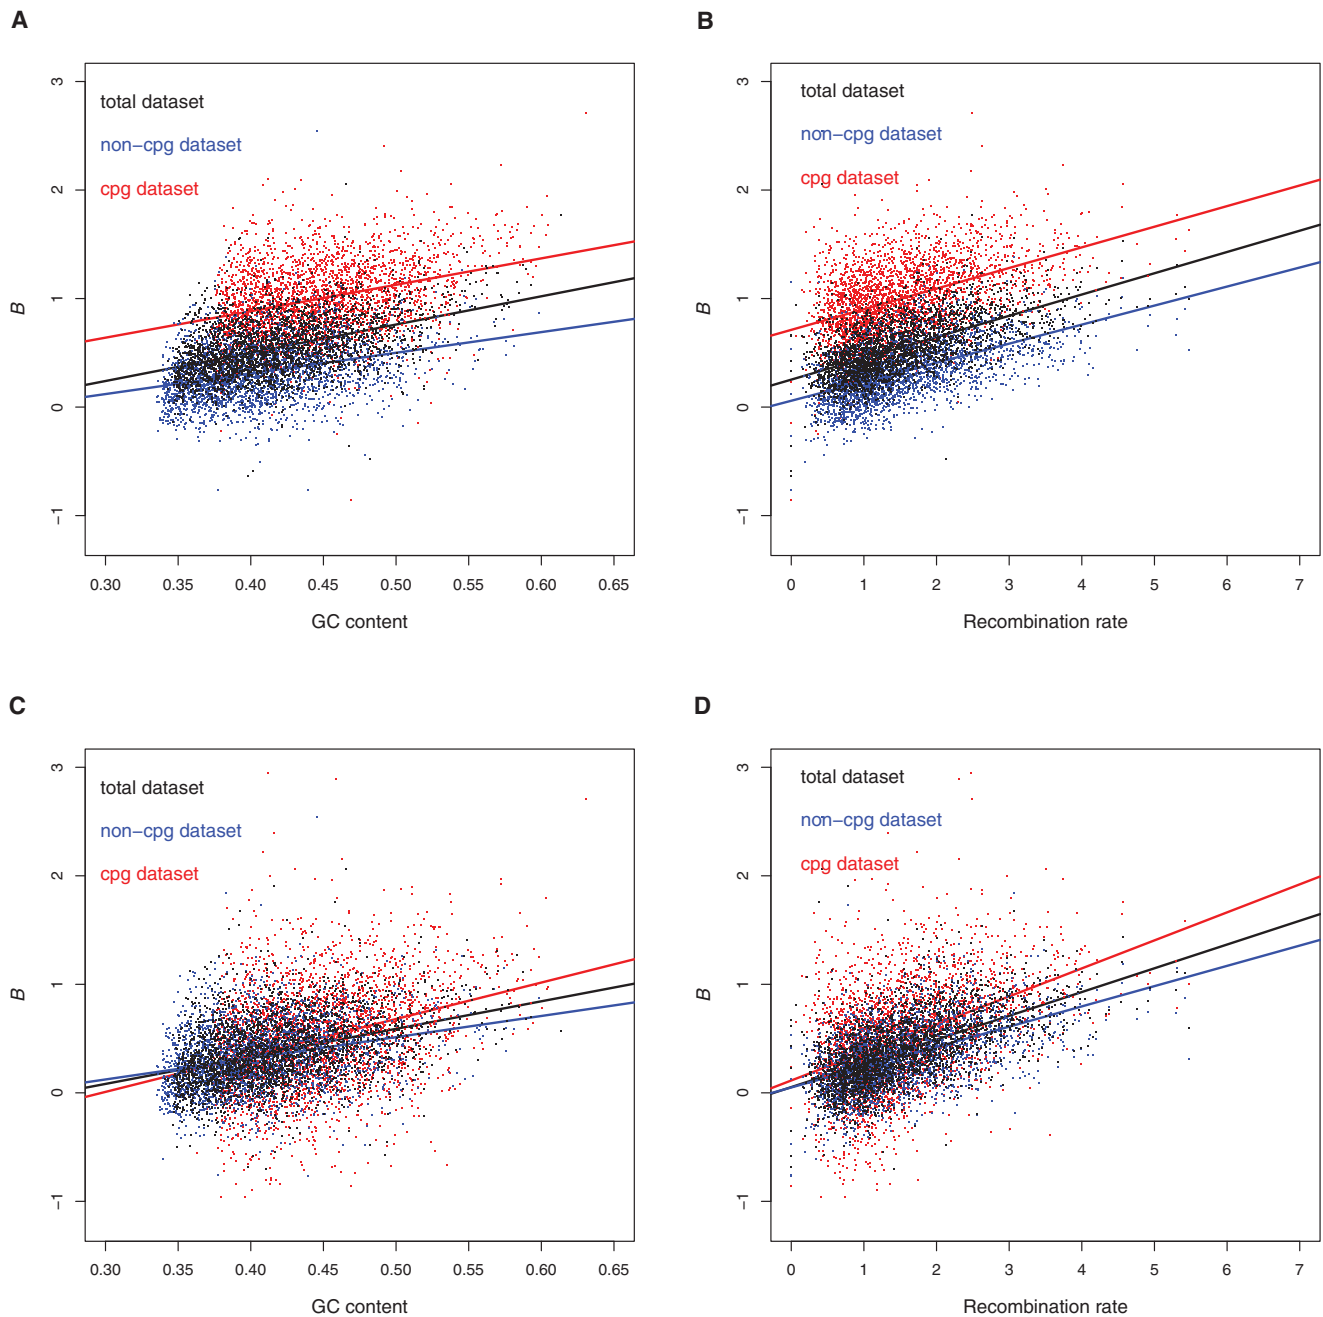 A
3
2
1
0
−1
B
total dataset
non−cpg dataset
cpg dataset
0.30 0.35 0.40 0.45 0.50 0.55 0.60 0.65
GC content
B
3
2
1
0
−1
B
total dataset
non−cpg dataset
cpg dataset
0 1 2 3 4 5 6 7
Recombination rate
C
3
2
1
0
−1
B
total dataset
non−cpg dataset
cpg dataset
0.30 0.35 0.40 0.45 0.50 0.55 0.60 0.65
GC content
D
3
2
1
0
−1
B
total dataset
non−cpg dataset
cpg dataset
0 1 2 3 4 5 6 7
Recombination rate